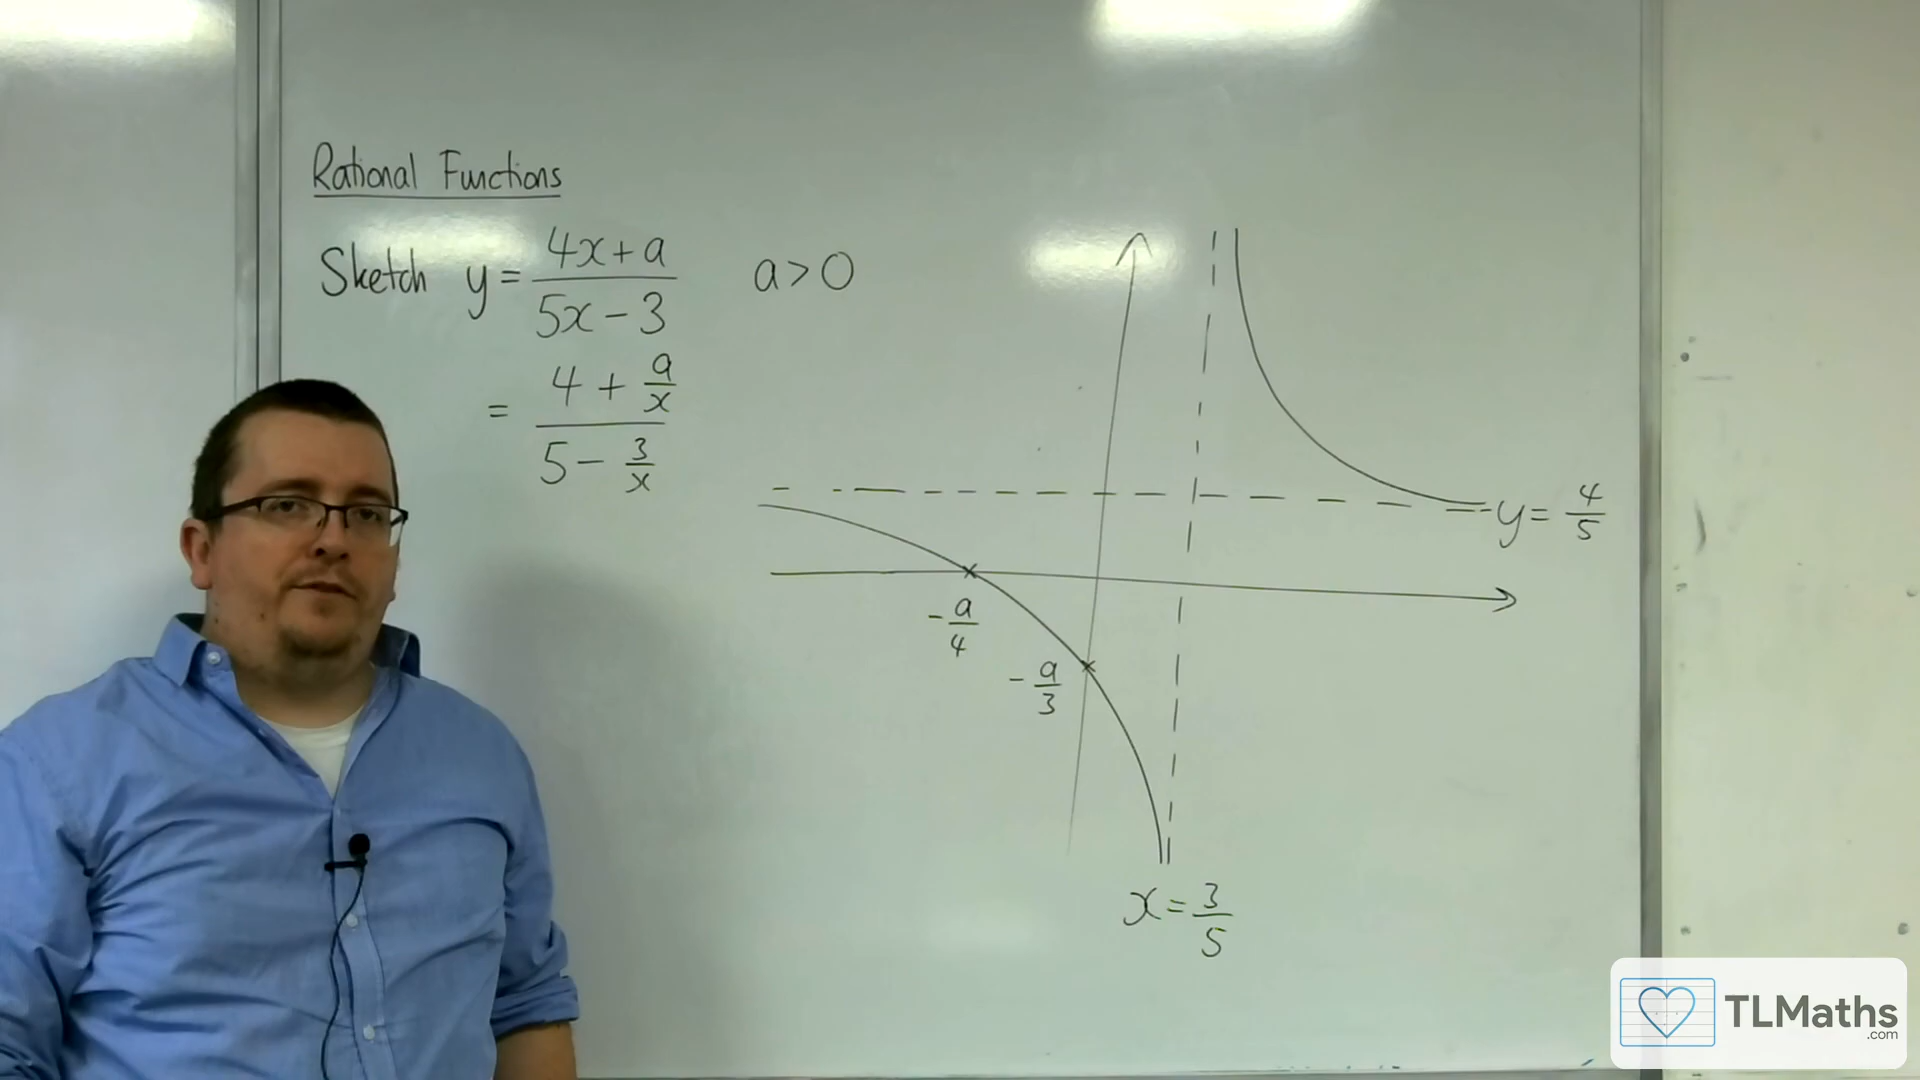 Rational Functions
Sketch y = (4x + a)/(5x − 3) a > 0
= (4 + a/x)/(5 − 3/x)
y = 4/5
−a/4
−a/3
x = 3/5
TLMaths
.com